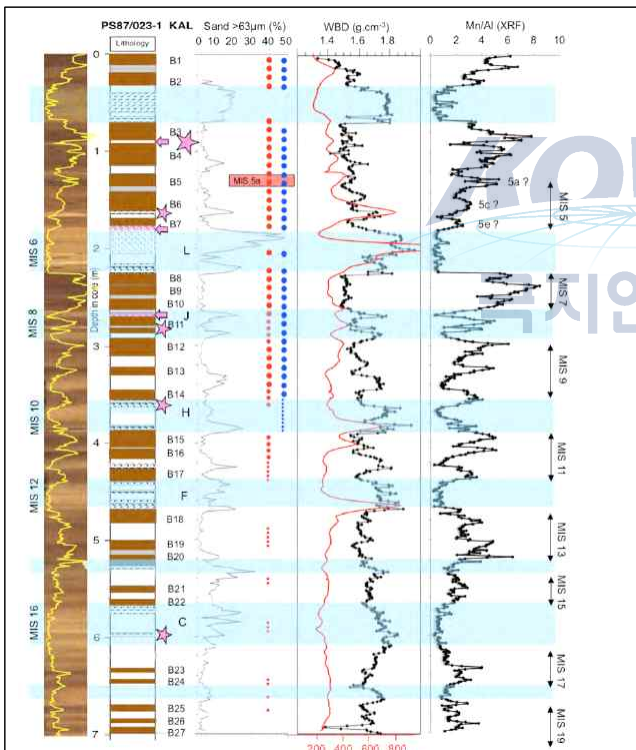 PS87/023-1 KAL
Sand >63µm (%)
WBD (g.cm-3)
Mn/Al (XRF)
Lithology
0 10 20 30 40 50
1.4 1.6 1.8
0 2 4 6 8 10
0
B1
B2
B3
1
B4
B5
MIS 5a
5a ?
B6
5c ?
MIS 5
B7
5e ?
MIS 6
2
L
B8
B9
MIS 7
B10
Depth in core (m)
J
MIS 8
B11
3
B12
B13
MIS 9
B14
MIS 10
H
4
B15
B16
MIS 11
B17
MIS 12
F
B18
5
B19
MIS 13
B20
B21
MIS 15
B22
MIS 16
C
6
B23
MIS 17
B24
B25
B26
MIS 19
7
B27
200 400 600 800
극지연